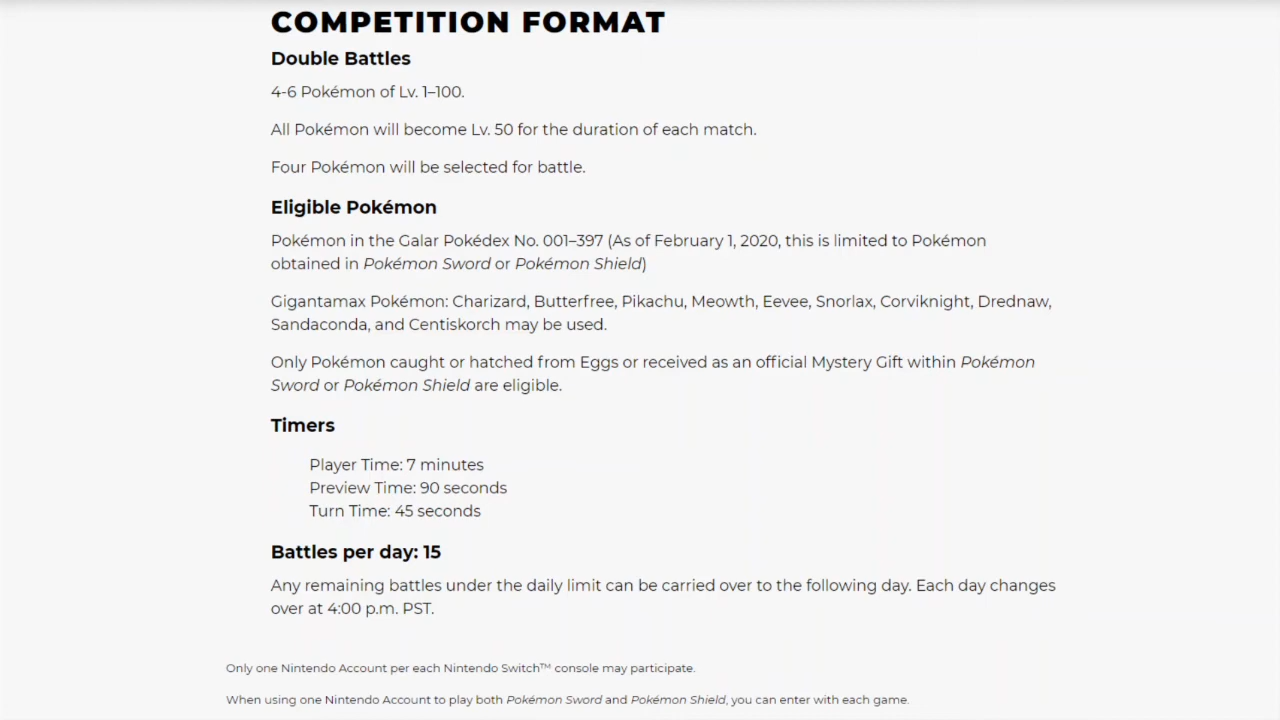 COMPETITION FORMAT
Double Battles
4-6 Pokémon of Lv. 1–100.
All Pokémon will become Lv. 50 for the duration of each match.
Four Pokémon will be selected for battle.
Eligible Pokémon
Pokémon in the Galar Pokédex No. 001–397 (As of February 1, 2020, this is limited to Pokémon
obtained in Pokémon Sword or Pokémon Shield)
Gigantamax Pokémon: Charizard, Butterfree, Pikachu, Meowth, Eevee, Snorlax, Corviknight, Drednaw,
Sandaconda, and Centiskorch may be used.
Only Pokémon caught or hatched from Eggs or received as an official Mystery Gift within Pokémon
Sword or Pokémon Shield are eligible.
Timers
Player Time: 7 minutes
Preview Time: 90 seconds
Turn Time: 45 seconds
Battles per day: 15
Any remaining battles under the daily limit can be carried over to the following day. Each day changes
over at 4:00 p.m. PST.
Only one Nintendo Account per each Nintendo Switch™ console may participate.
When using one Nintendo Account to play both Pokémon Sword and Pokémon Shield, you can enter with each game.